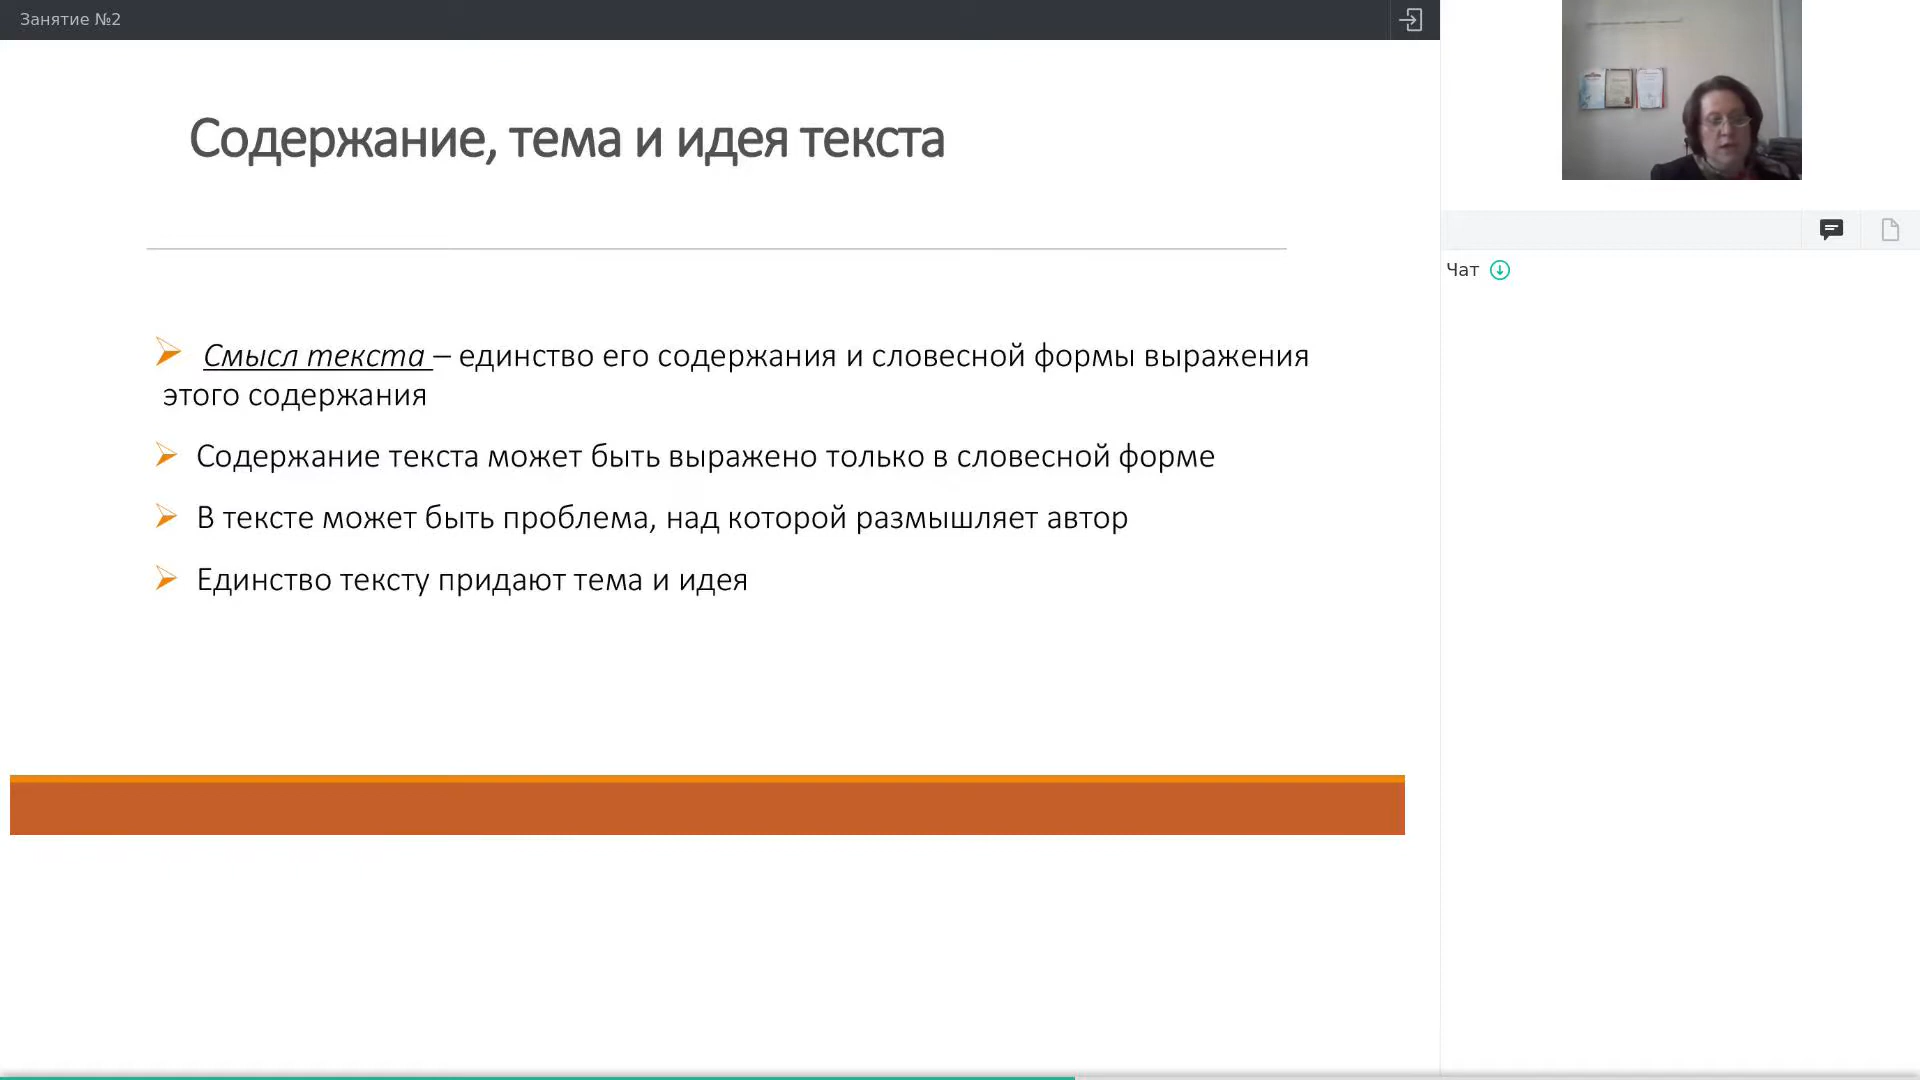 Занятие №2
Содержание, тема и идея текста
Смысл текста – единство его содержания и словесной формы выражения
этого содержания
Содержание текста может быть выражено только в словесной форме
В тексте может быть проблема, над которой размышляет автор
Единство тексту придают тема и идея
Чат